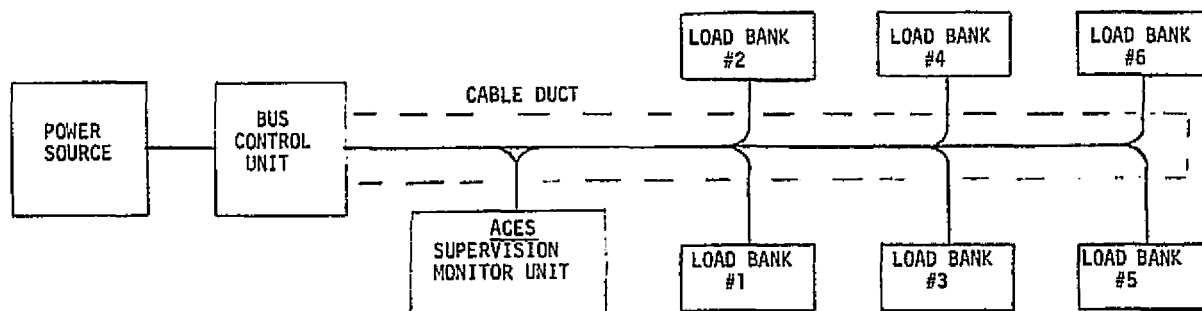 LOAD BANK
#2
LOAD BANK
#4
LOAD BANK
#6
CABLE DUCT
POWER
SOURCE
BUS
CONTROL
UNIT
ACES
SUPERVISION
MONITOR UNIT
LOAD BANK
#1
LOAD BANK
#3
LOAD BANK
#5